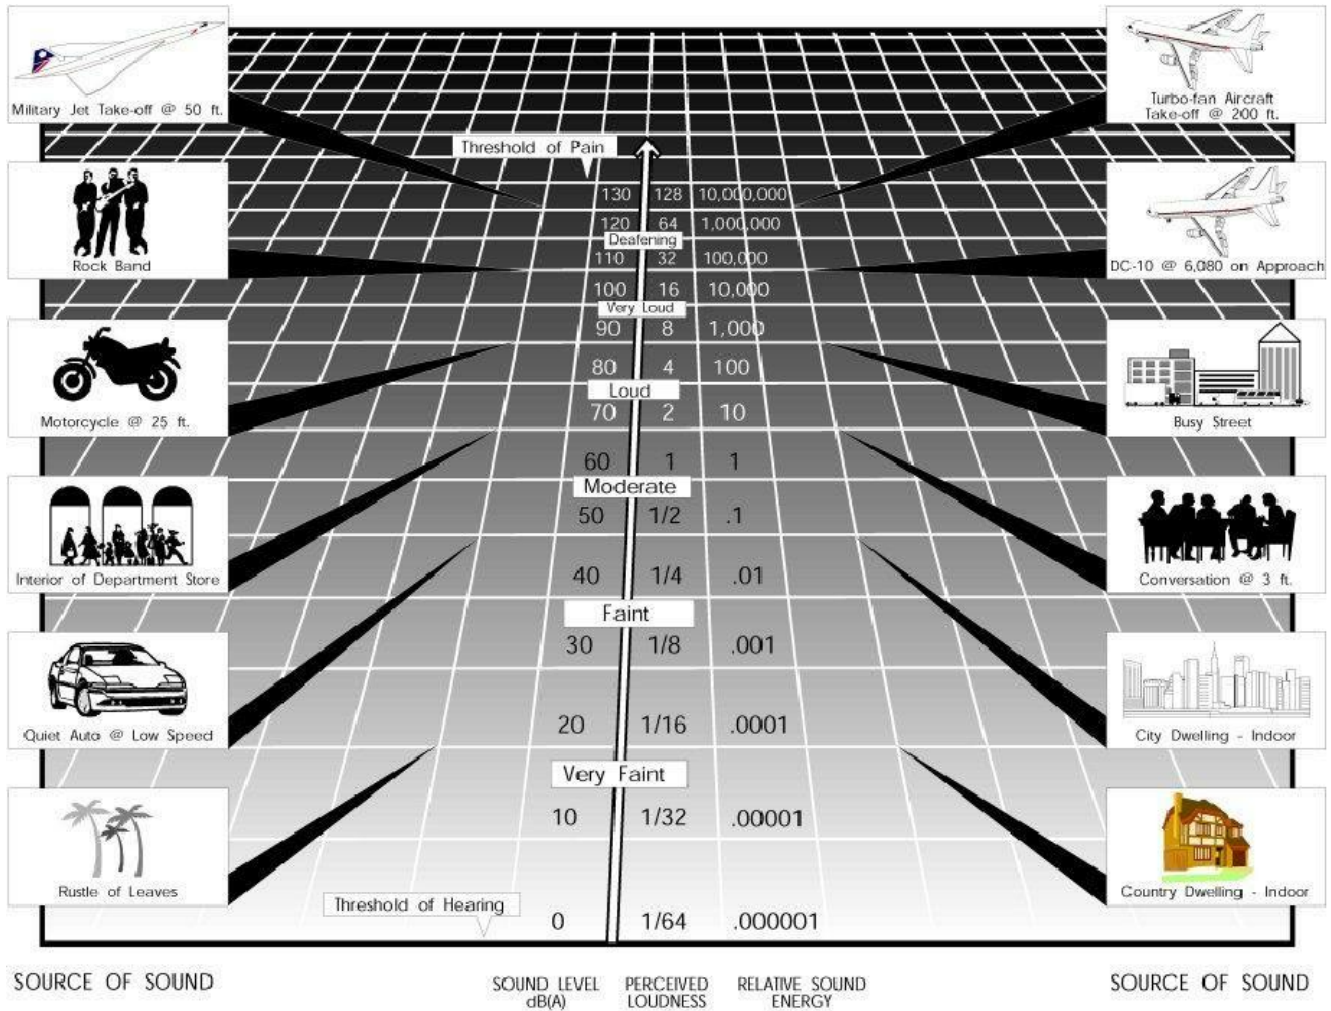 Military Jet Take-off @ 50 ft.
Turbo-fan Aircraft
Take-off @ 200 ft.
Threshold of Pain
130 128 10,000,000
120 64 1,000,000
Deafening
Rock Band
110 32 100,000
DC-10 @ 6,080 on Approach
100 16 10,000
Very Loud
90 8 1,000
80 4 100
Loud
70 2 10
Motorcycle @ 25 ft.
Busy Street
60 1 1
Moderate
50 1/2 .1
40 1/4 .01
Interior of Department Store
Conversation @ 3 ft.
Faint
30 1/8 .001
20 1/16 .0001
Quiet Auto @ Low Speed
City Dwelling - Indoor
Very Faint
10 1/32 .00001
Rustle of Leaves
Country Dwelling - Indoor
Threshold of Hearing
0 1/64 .000001
SOURCE OF SOUND
SOUND LEVEL
dB(A)
PERCEIVED
LOUDNESS
RELATIVE SOUND
ENERGY
SOURCE OF SOUND